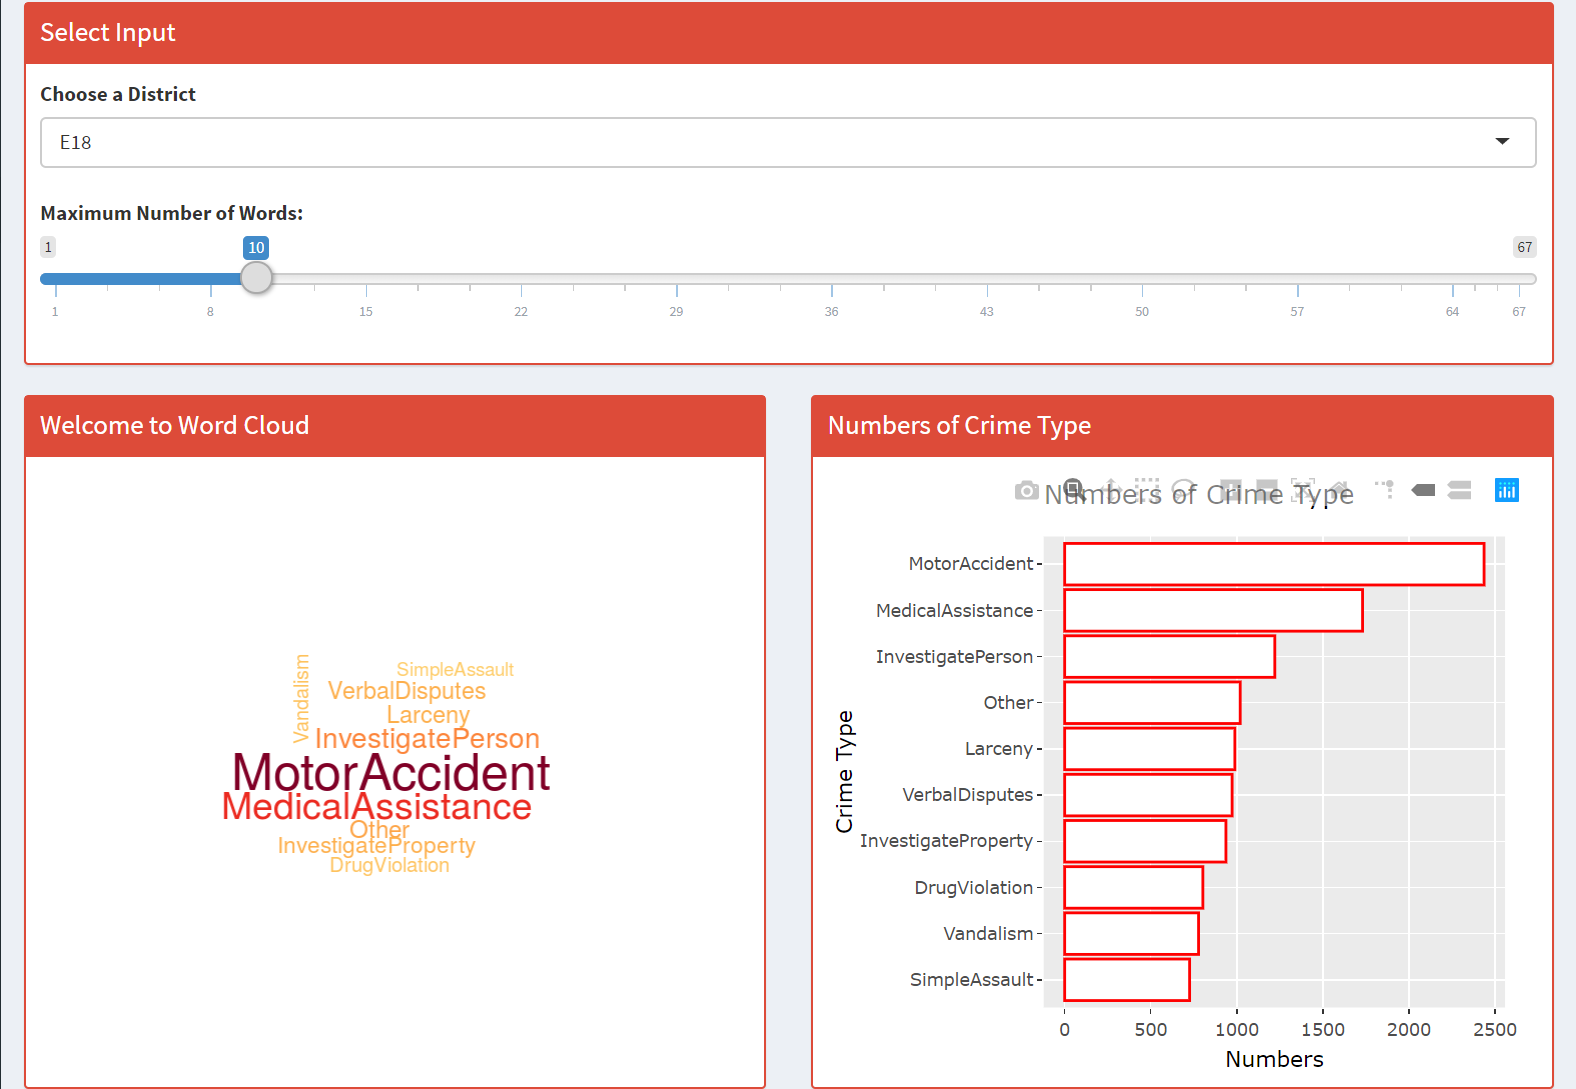 Select Input
Choose a District
E18
Maximum Number of Words:
1 10 67
1 8 15 22 29 36 43 50 57 64 67
Welcome to Word Cloud
Vandalism
SimpleAssault
VerbalDisputes
Larceny
InvestigatePerson
MotorAccident
MedicalAssistance
Other
InvestigateProperty
DrugViolation
Numbers of Crime Type
Numbers of Crime Type
Crime Type
MotorAccident
MedicalAssistance
InvestigatePerson
Other
Larceny
VerbalDisputes
InvestigateProperty
DrugViolation
Vandalism
SimpleAssault
0 500 1000 1500 2000 2500
Numbers